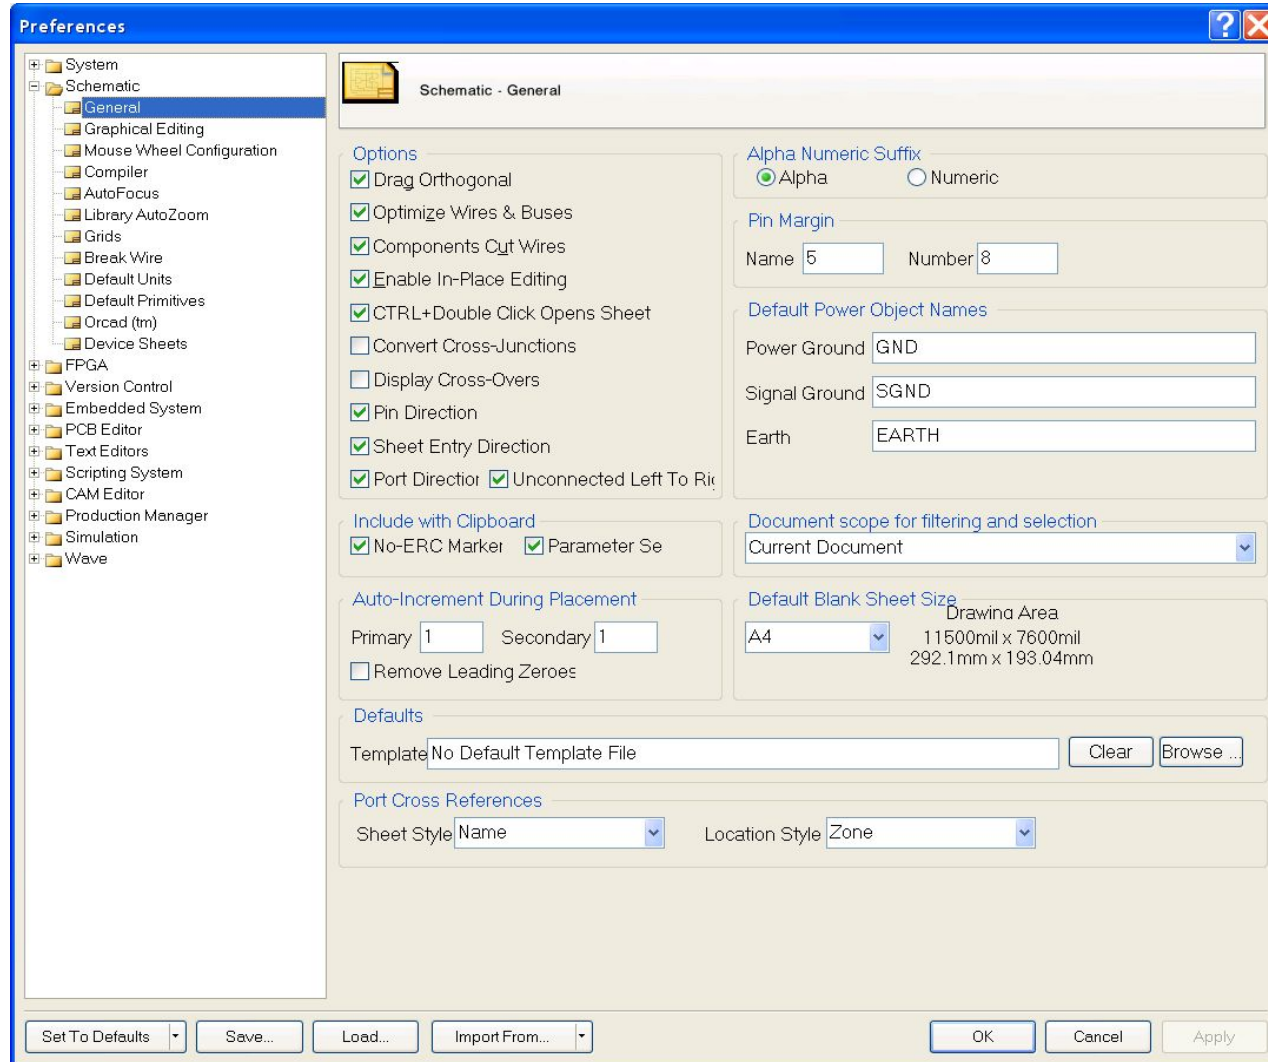 Preferences
System
Schematic
General
Graphical Editing
Mouse Wheel Configuration
Compiler
AutoFocus
Library AutoZoom
Grids
Break Wire
Default Units
Default Primitives
Orcad (tm)
Device Sheets
FPGA
Version Control
Embedded System
PCB Editor
Text Editors
Scripting System
CAM Editor
Production Manager
Simulation
Wave
Schematic - General
Options
Drag Orthogonal
Optimize Wires & Buses
Components Cut Wires
Enable In-Place Editing
CTRL+Double Click Opens Sheet
Convert Cross-Junctions
Display Cross-Overs
Pin Direction
Sheet Entry Direction
Port Direction Unconnected Left To Rig
Alpha Numeric Suffix
Alpha Numeric
Pin Margin
Name 5 Number 8
Default Power Object Names
Power Ground GND
Signal Ground SGND
Earth EARTH
Include with Clipboard
No-ERC Marker Parameter Se
Document scope for filtering and selection
Current Document
Auto-Increment During Placement
Primary 1 Secondary 1
Remove Leading Zeroes
Default Blank Sheet Size
Drawing Area
A4 11500mil x 7600mil
292.1mm x 193.04mm
Defaults
Template No Default Template File Clear Browse ...
Port Cross References
Sheet Style Name Location Style Zone
Set To Defaults Save... Load... Import From... OK Cancel Apply